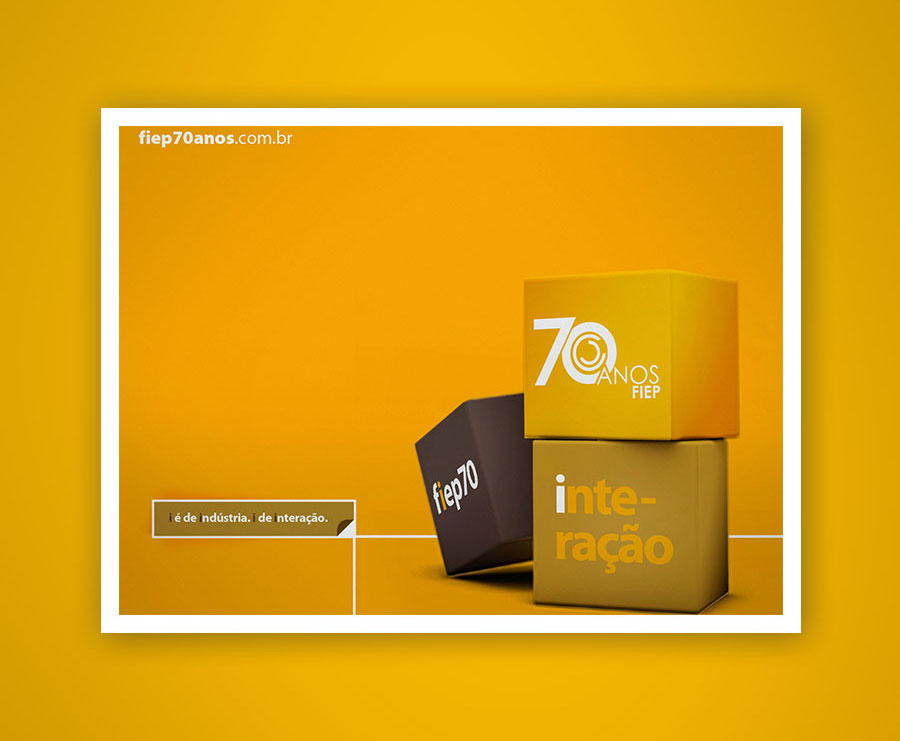 fiep70anos.com.br
70
ANOS
FIEP
fiep70
inte-
ração
i é de indústria. i de interação.